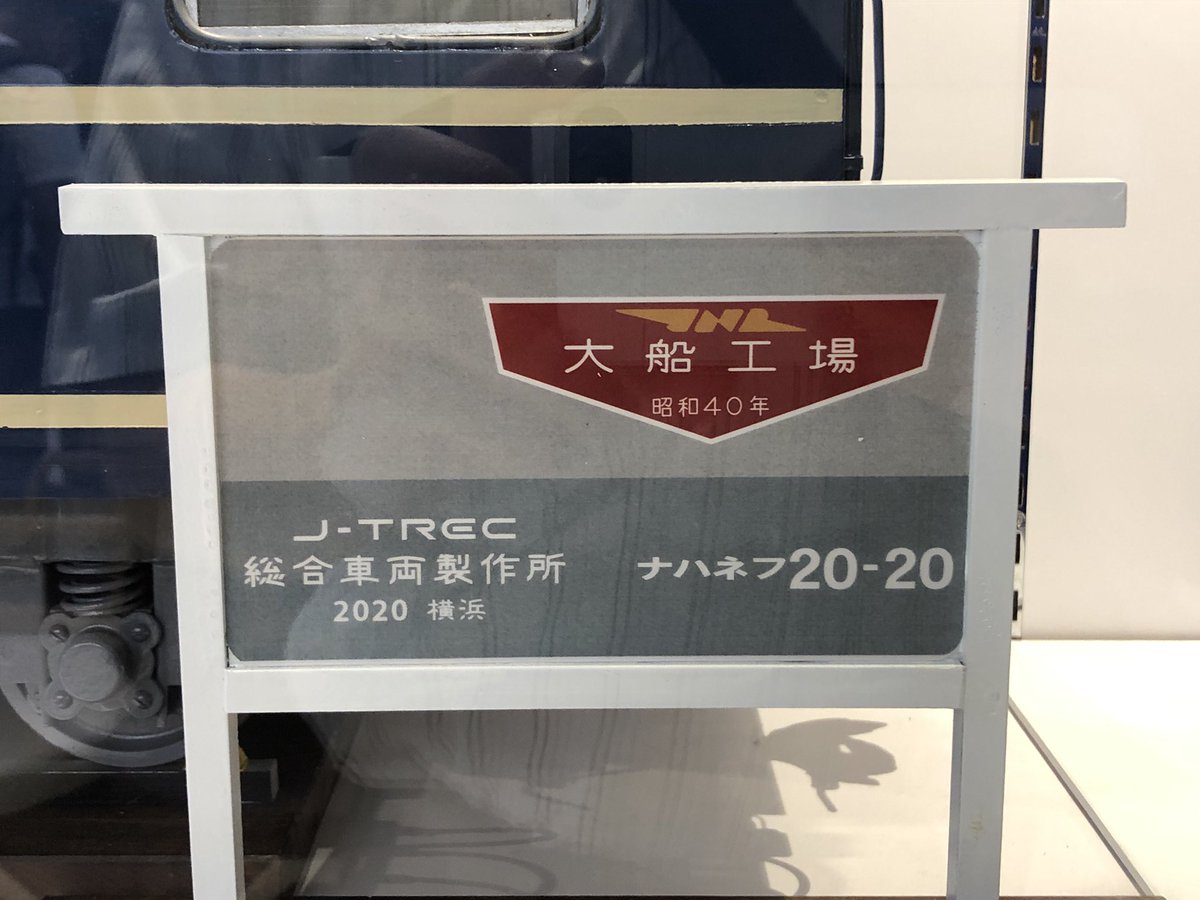 JNR
大船工場
昭和40年
J-TREC
総合車両製作所
2020 横浜
ナハネフ20-20